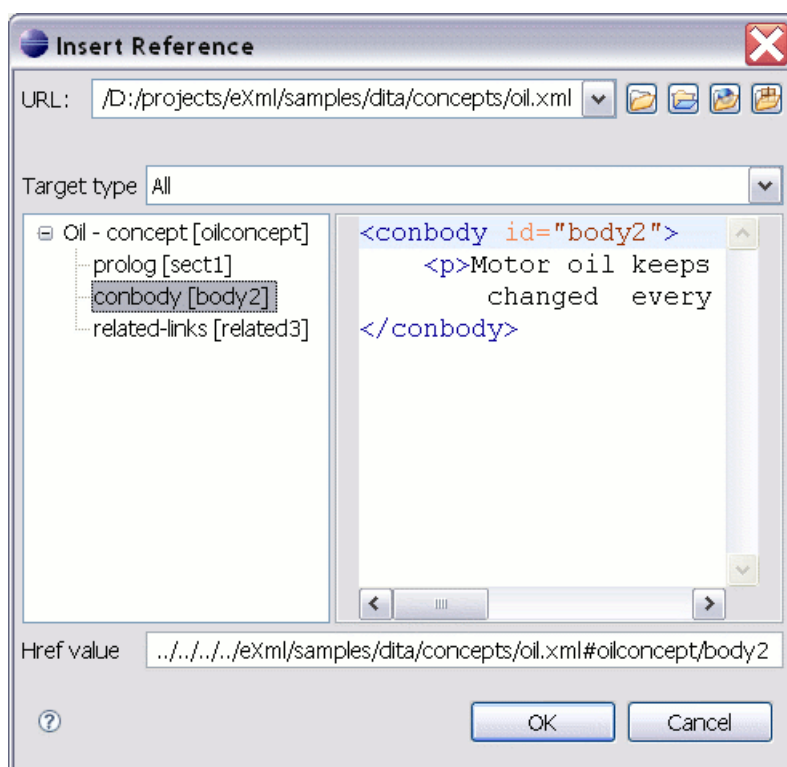 Insert Reference
URL: /D:/projects/eXml/samples/dita/concepts/oil.xml
Target type All
Oil - concept [oilconcept]
prolog [sect1]
conbody [body2]
related-links [related3]
<conbody id="body2">
<p>Motor oil keeps
changed every
</conbody>
Href value ../../../../eXml/samples/dita/concepts/oil.xml#oilconcept/body2
? OK Cancel